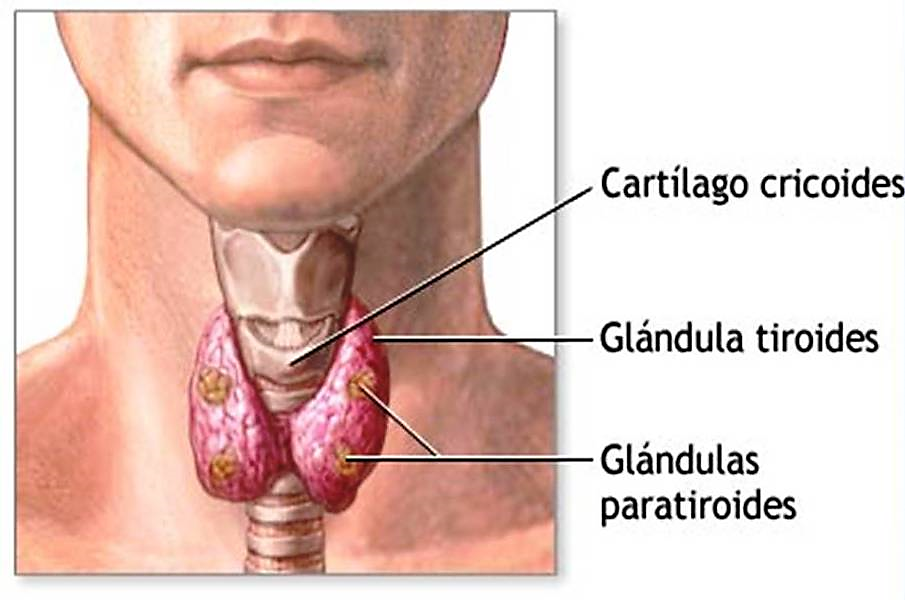 Cartílago cricoides
Glándula tiroides
Glándulas
paratiroides